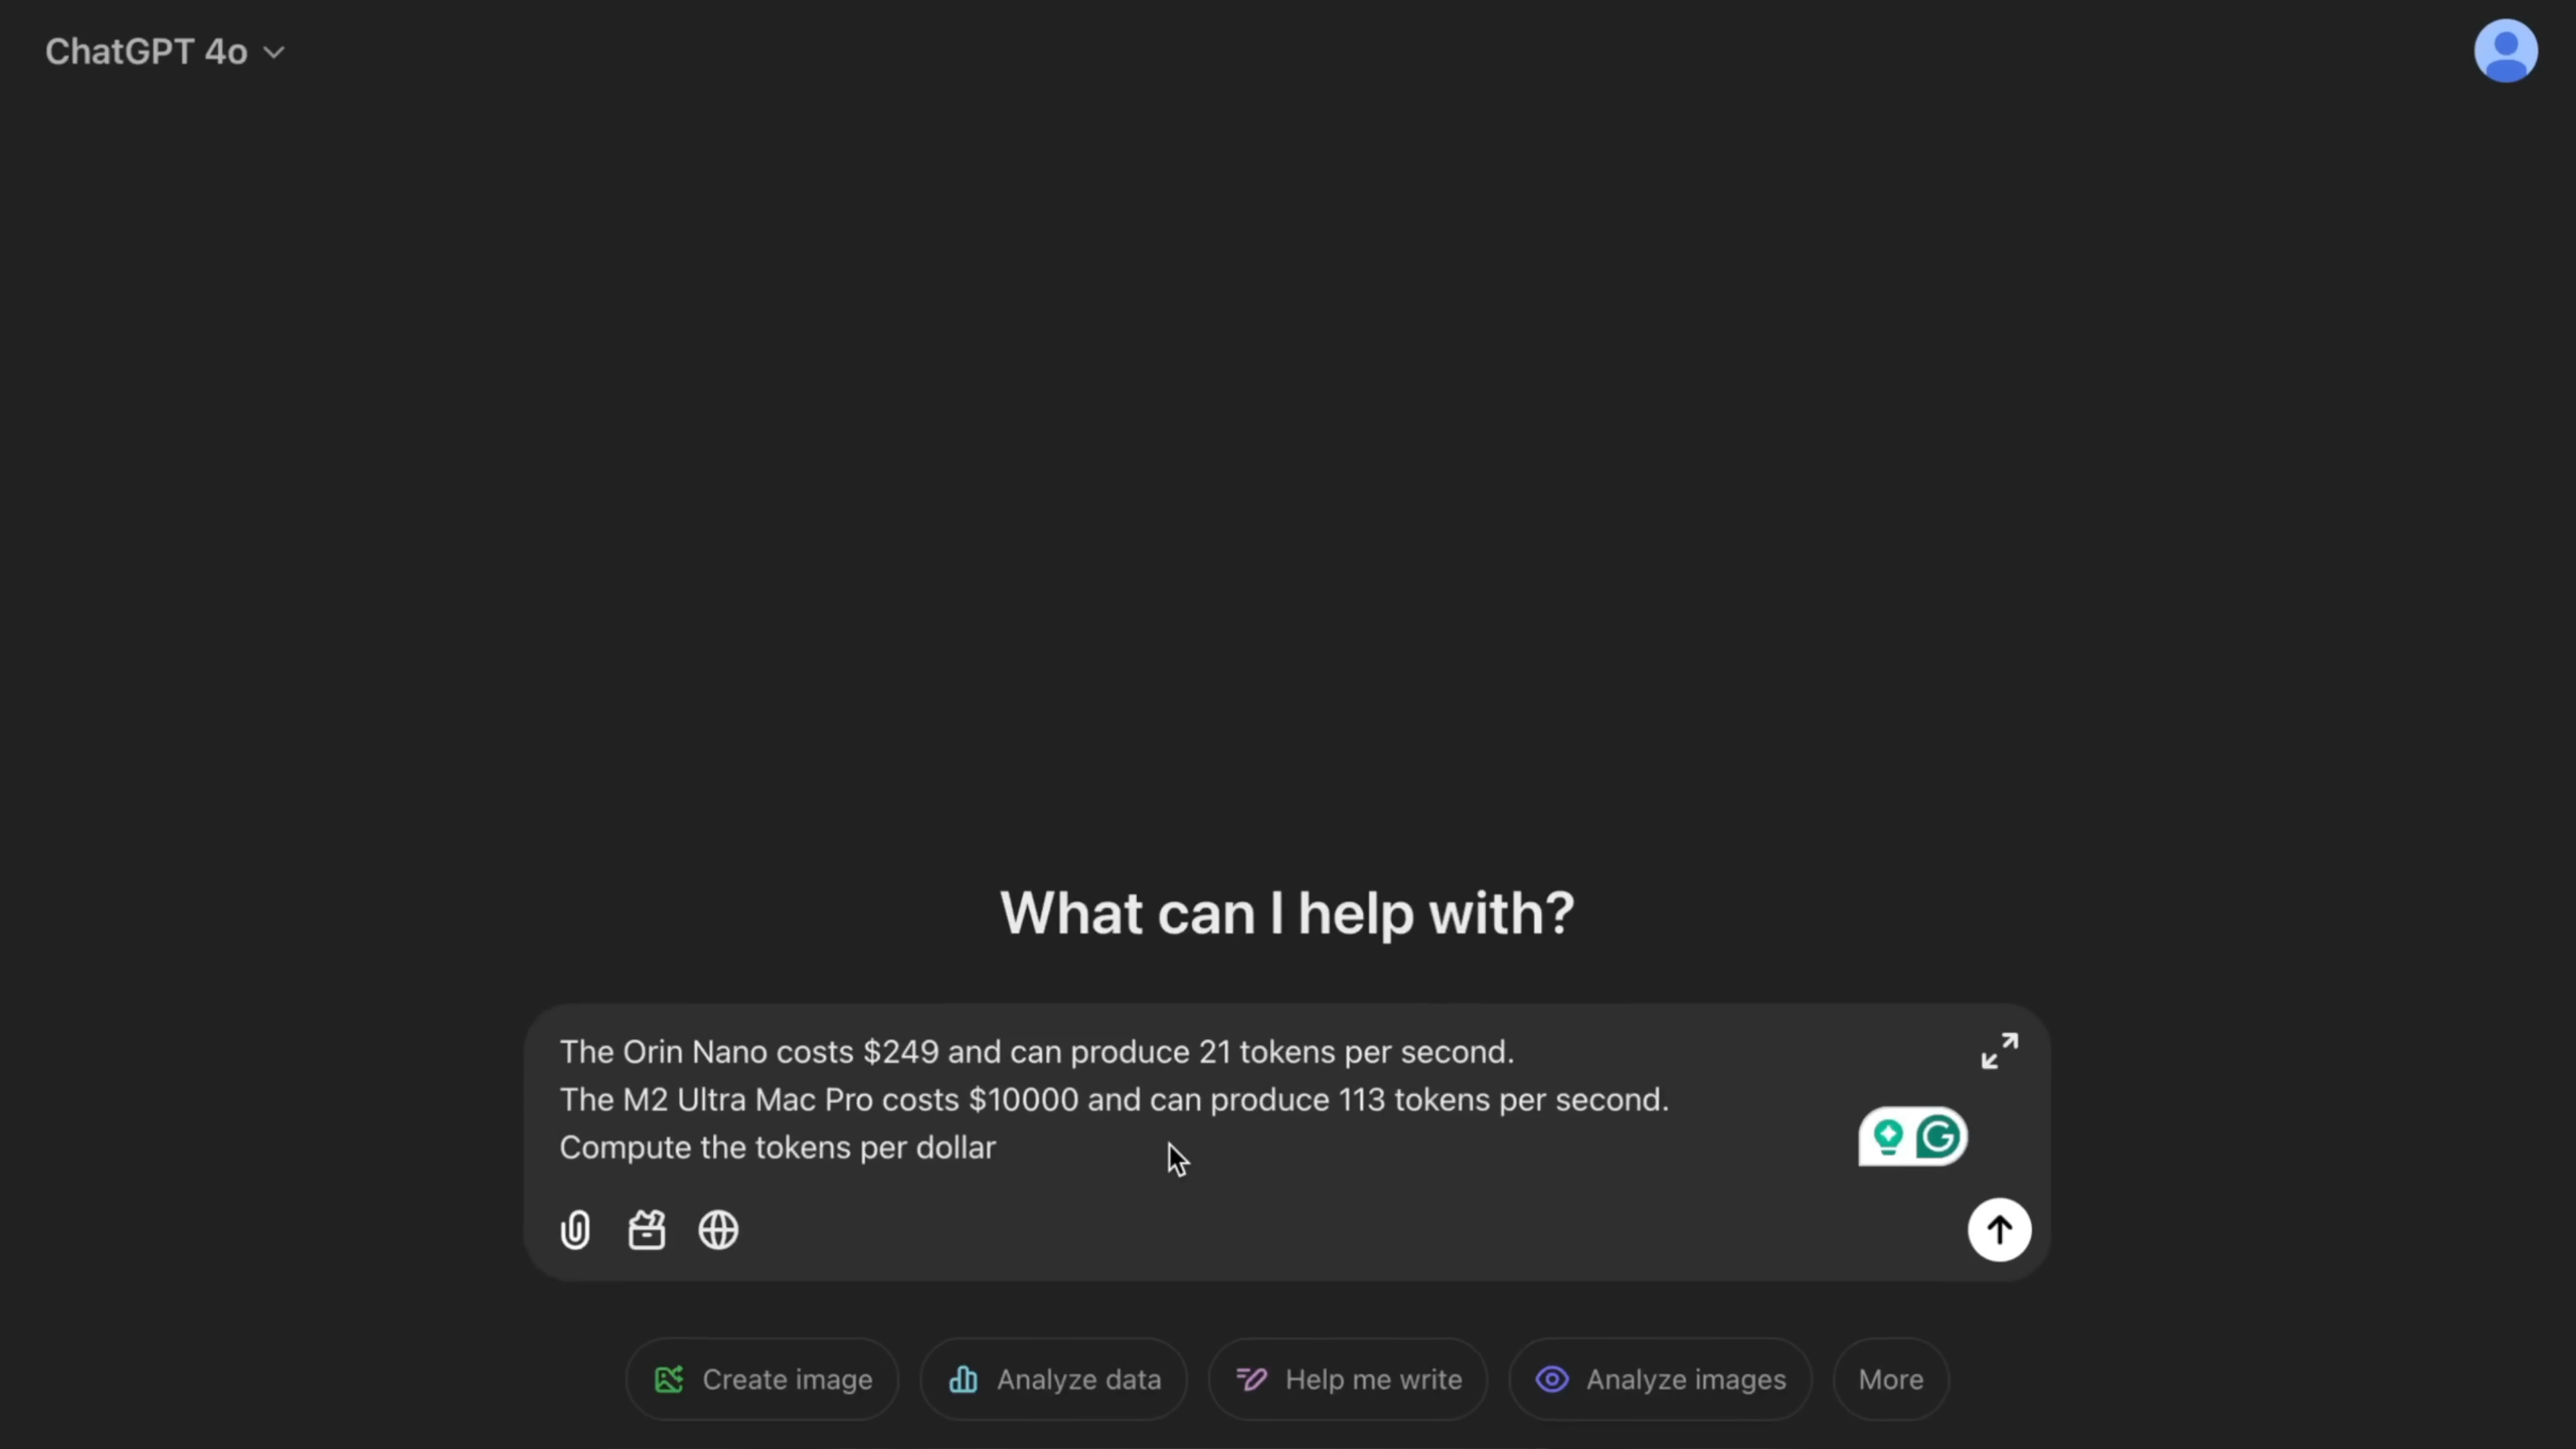 ChatGPT 4o
What can I help with?
The Orin Nano costs $249 and can produce 21 tokens per second.
The M2 Ultra Mac Pro costs $10000 and can produce 113 tokens per second.
Compute the tokens per dollar
Create image
Analyze data
Help me write
Analyze images
More